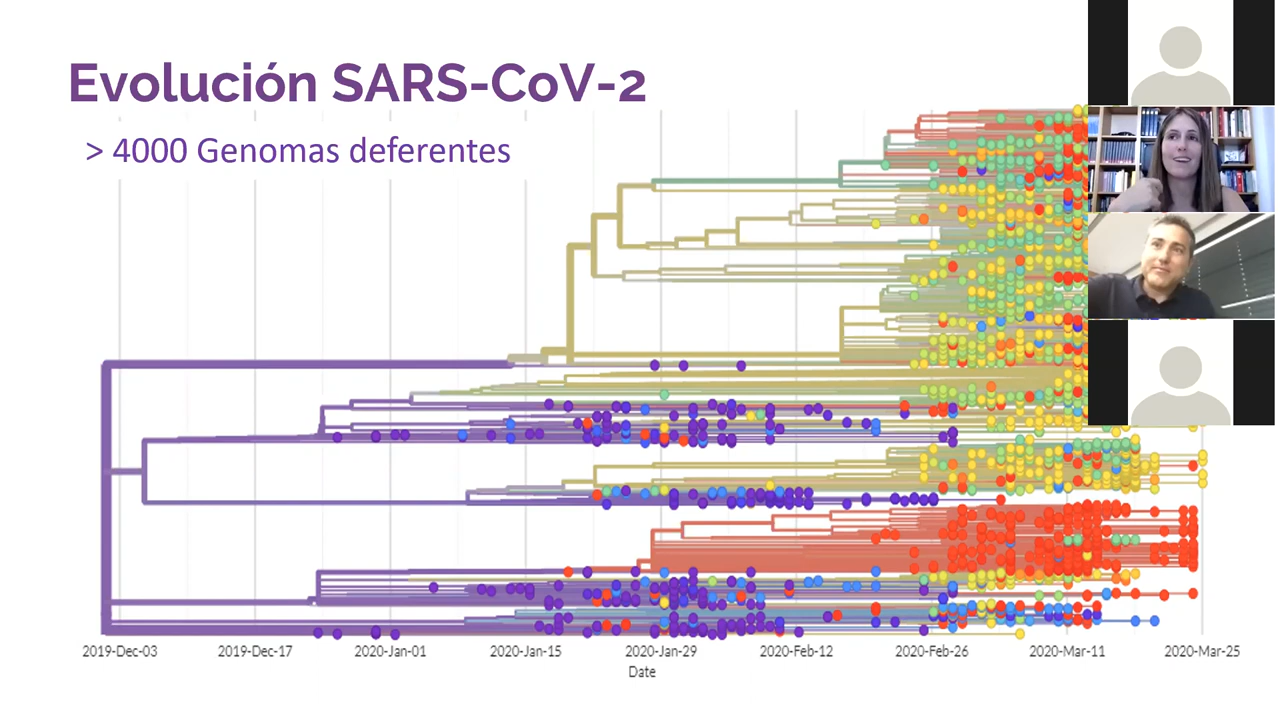 Evolución SARS-CoV-2
> 4000 Genomas deferentes
2019-Dec-03 2019-Dec-17 2020-Jan-01 2020-Jan-15 2020-Jan-29 2020-Feb-12 2020-Feb-26 2020-Mar-11 2020-Mar-25
Date